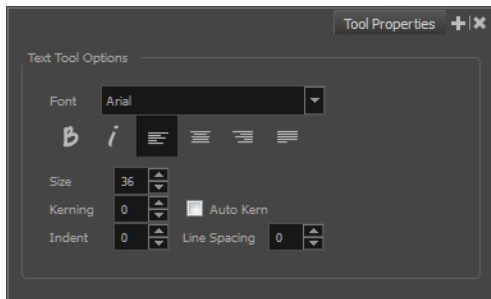 Tool Properties
Text Tool Options
Font Arial
B i
Size 36
Kerning 0 Auto Kern
Indent 0 Line Spacing 0